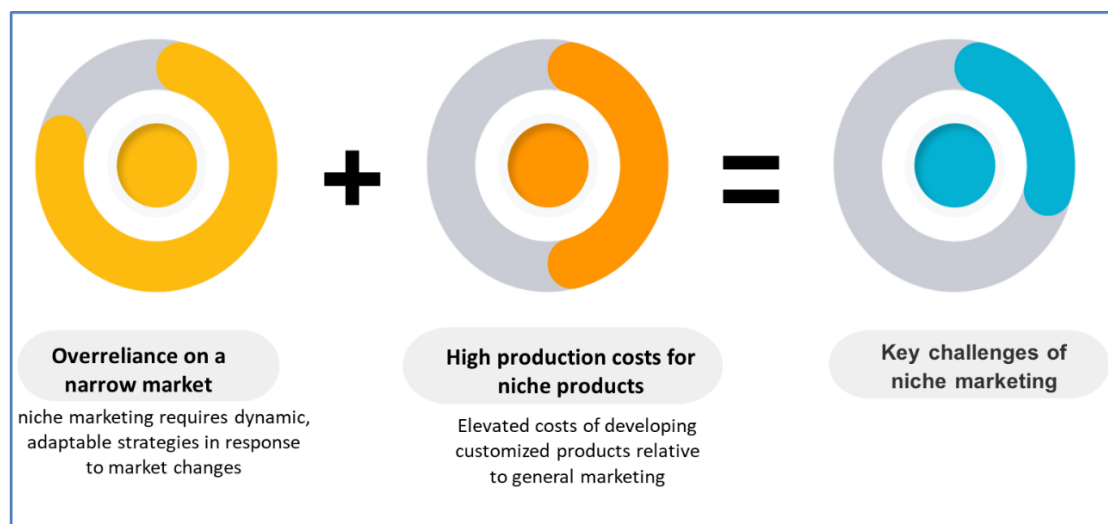 +
=
Overreliance on a
narrow market
niche marketing requires dynamic,
adaptable strategies in response
to market changes
High production costs for
niche products
Elevated costs of developing
customized products relative
to general marketing
Key challenges of
niche marketing